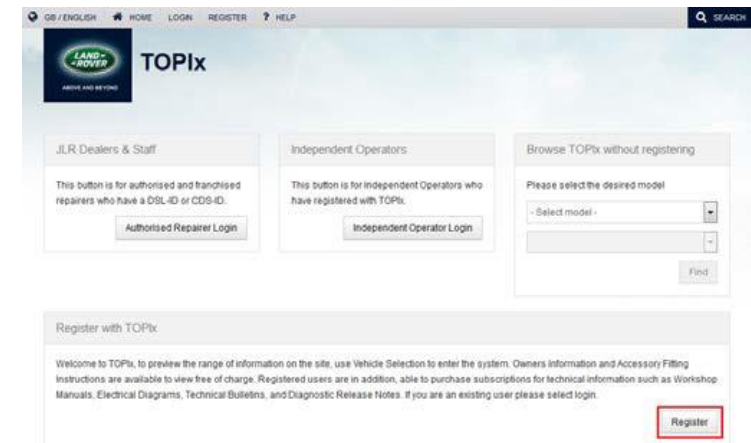 GB / ENGLISH HOME LOGIN REGISTER ? HELP SEARCH
LAND-
-ROVER
ABOVE AND BEYOND
TOPIx
JLR Dealers & Staff
This button is for authorised and franchised
repairers who have a DSL-ID or CDS-ID.
Authorised Repairer Login
Independent Operators
This button is for Independent Operators who
have registered with TOPIx.
Independent Operator Login
Browse TOPIx without registering
Please select the desired model
- Select model -
Find
Register with TOPIx
Welcome to TOPIx, to preview the range of information on the site, use Vehicle Selection to enter the system. Owners Information and Accessory Fitting
Instructions are available to view free of charge. Registered users are in addition, able to purchase subscriptions for technical information such as Workshop
Manuals, Electrical Diagrams, Technical Bulletins, and Diagnostic Release Notes. If you are an existing user please select login.
Register